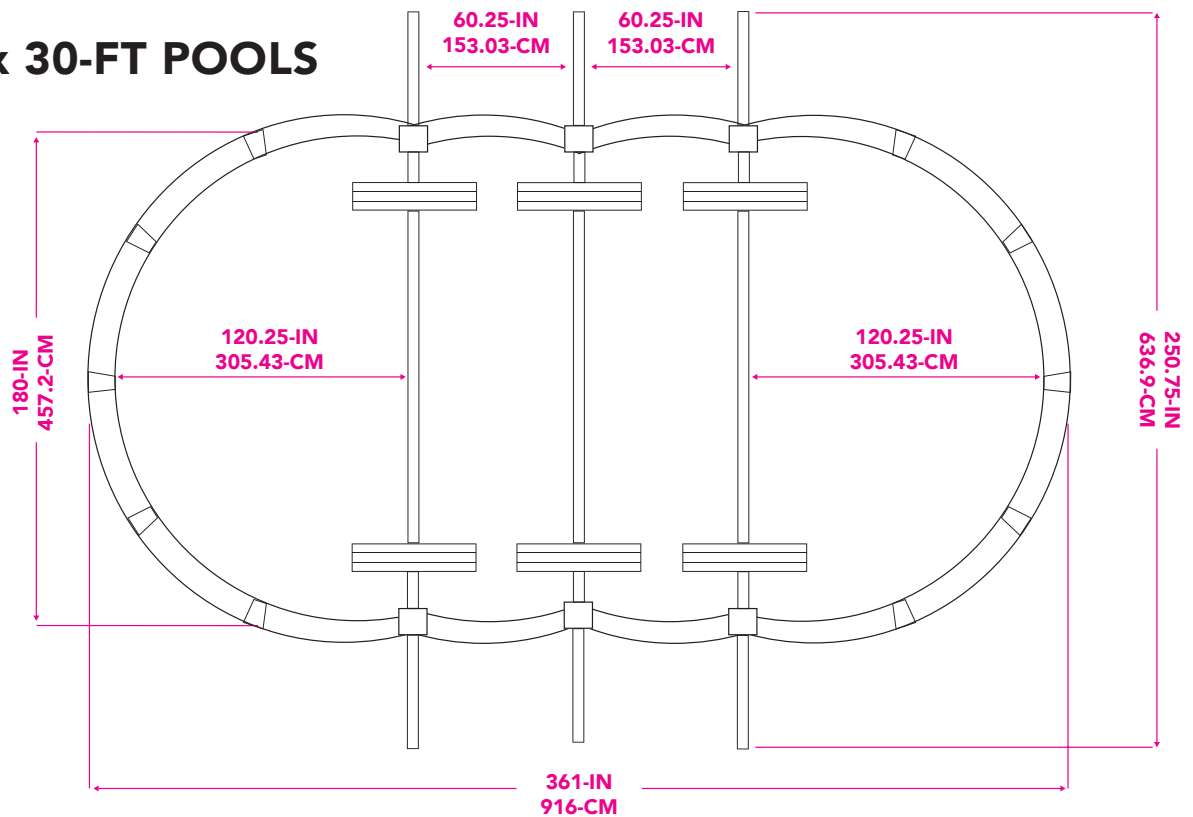 x 30-FT POOLS
60.25-IN
153.03-CM
60.25-IN
153.03-CM
180-IN
457.2-CM
120.25-IN
305.43-CM
120.25-IN
305.43-CM
250.75-IN
636.9-CM
361-IN
916-CM